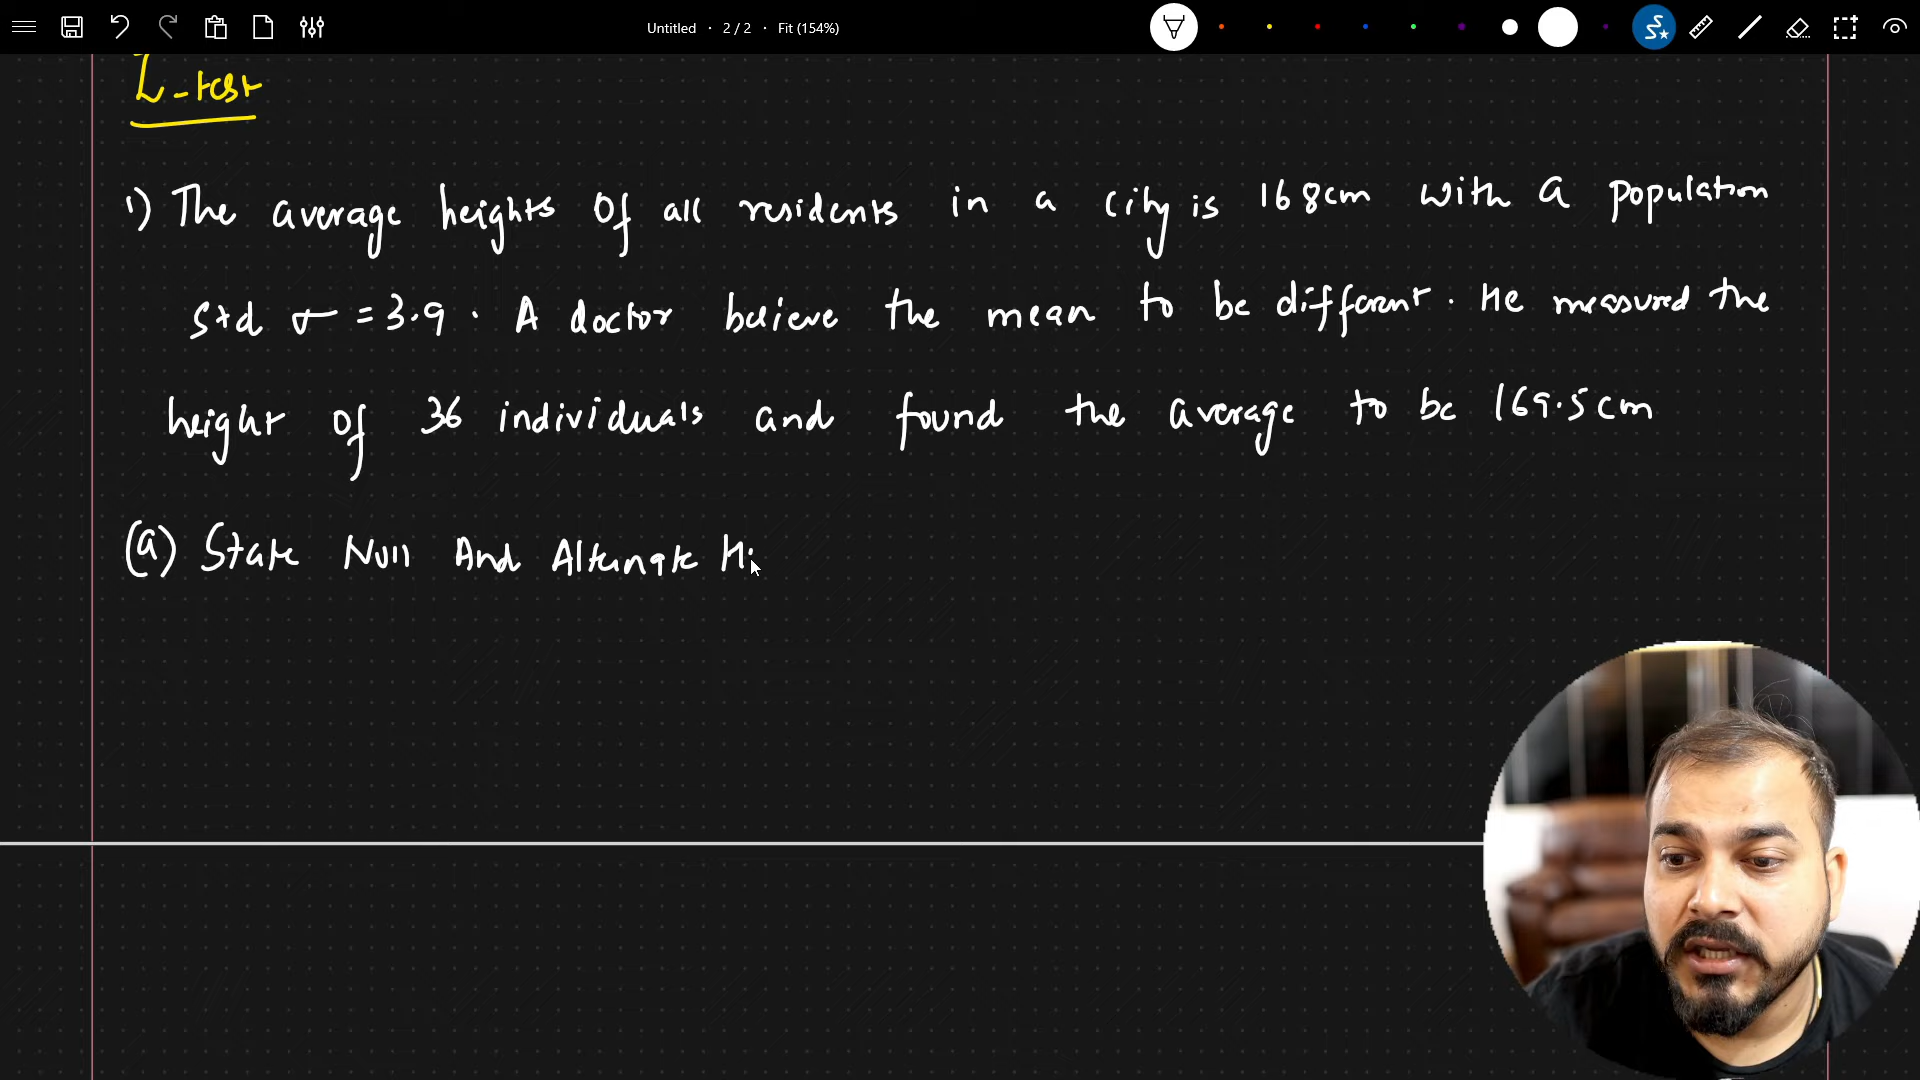 Untitled · 2 / 2 · Fit (154%)
Z-test
1) The average heights of all residents in a city is 168cm with a population
std σ = 3.9. A doctor believe the mean to be different. He measured the
height of 36 individuals and found the average to be 169.5cm
(a) State Null And Alternate H